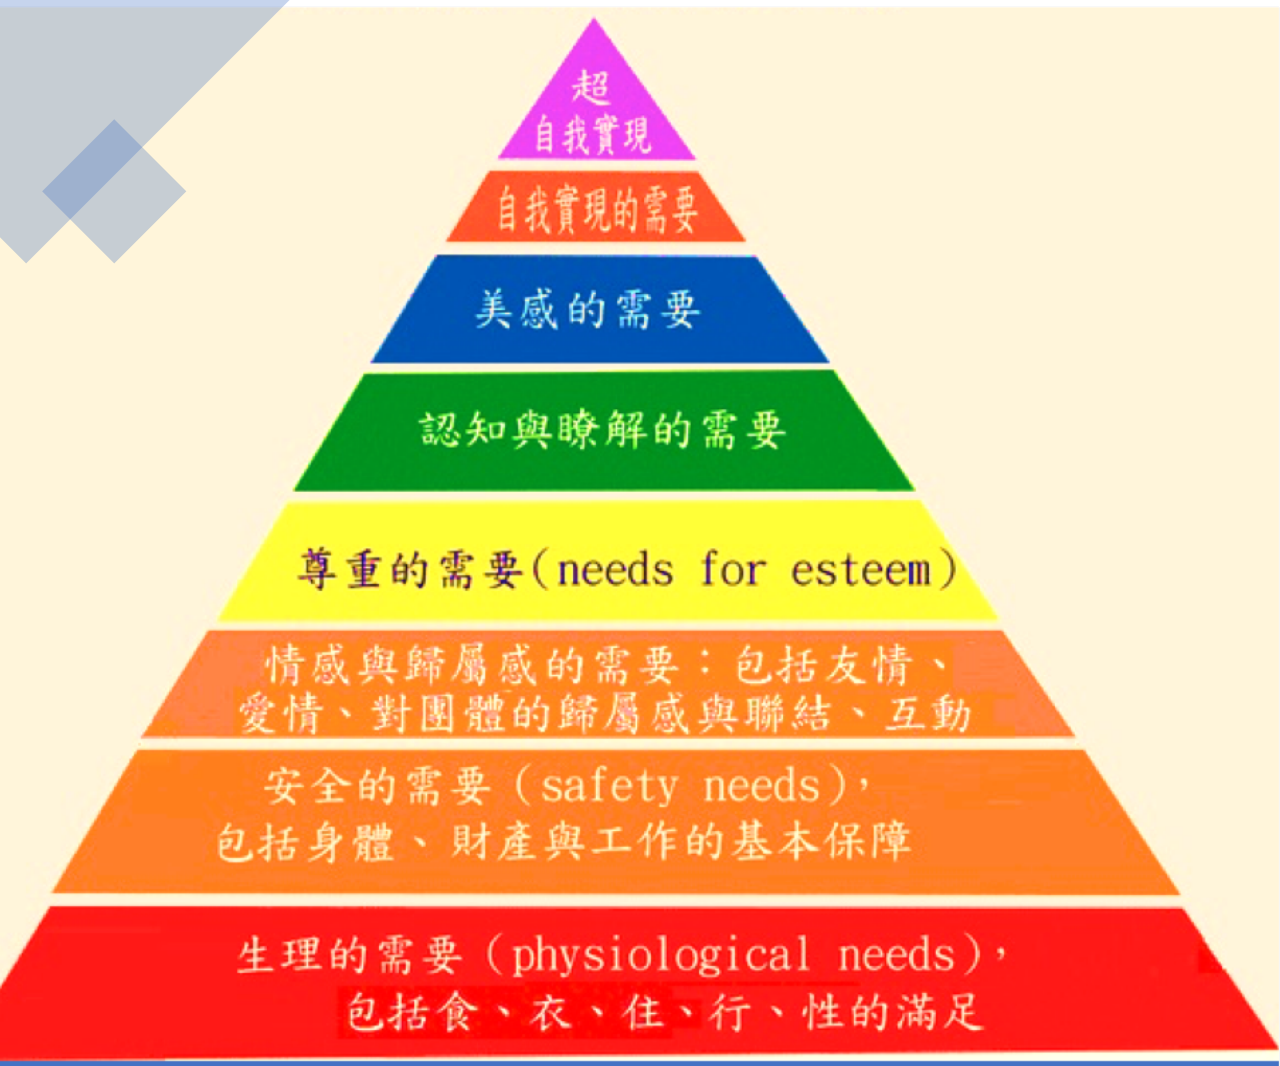 超
自我實現
自我實現的需要
美感的需要
認知與瞭解的需要
尊重的需要(needs for esteem)
情感與歸屬感的需要：包括友情、
愛情、對團體的歸屬感與聯結、互動
安全的需要（safety needs），
包括身體、財產與工作的基本保障
生理的需要（physiological needs），
包括食、衣、住、行、性的滿足